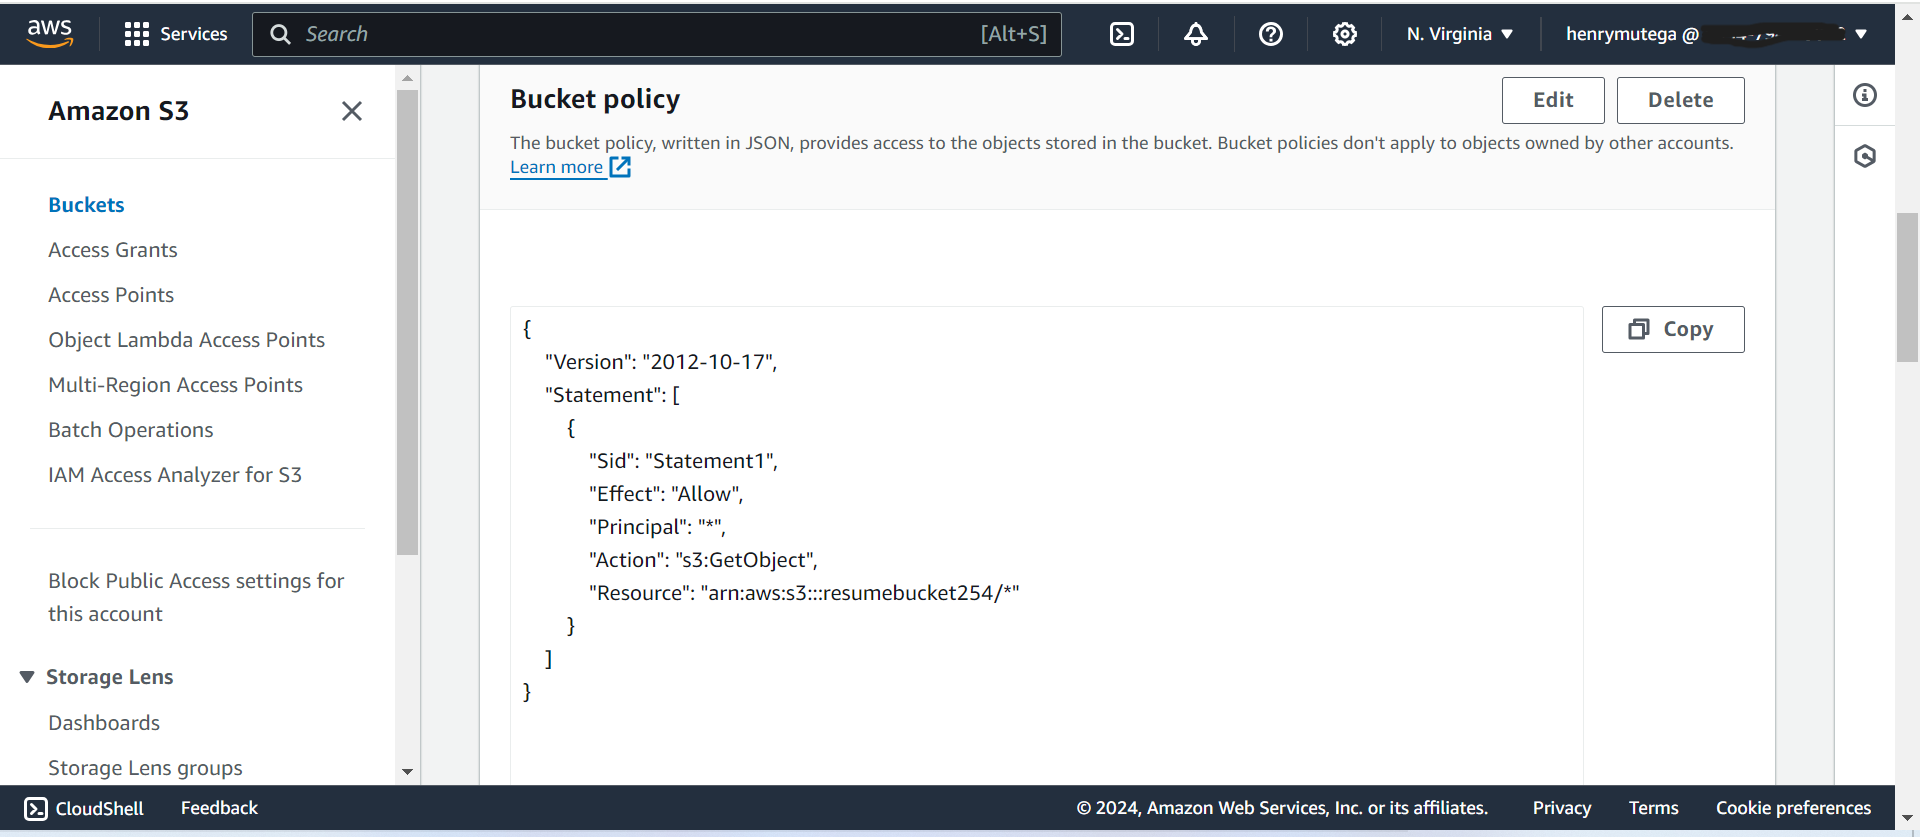 aws
Services
Search [Alt+S]
N. Virginia
henrymutega @
Amazon S3
Buckets
Access Grants
Access Points
Object Lambda Access Points
Multi-Region Access Points
Batch Operations
IAM Access Analyzer for S3
Block Public Access settings for
this account
Storage Lens
Dashboards
Storage Lens groups
Bucket policy
Edit
Delete
The bucket policy, written in JSON, provides access to the objects stored in the bucket. Bucket policies don't apply to objects owned by other accounts.
Learn more
Copy
{
"Version": "2012-10-17",
"Statement": [
{
"Sid": "Statement1",
"Effect": "Allow",
"Principal": "*",
"Action": "s3:GetObject",
"Resource": "arn:aws:s3:::resumebucket254/*"
}
]
}
CloudShell
Feedback
© 2024, Amazon Web Services, Inc. or its affiliates.
Privacy
Terms
Cookie preferences